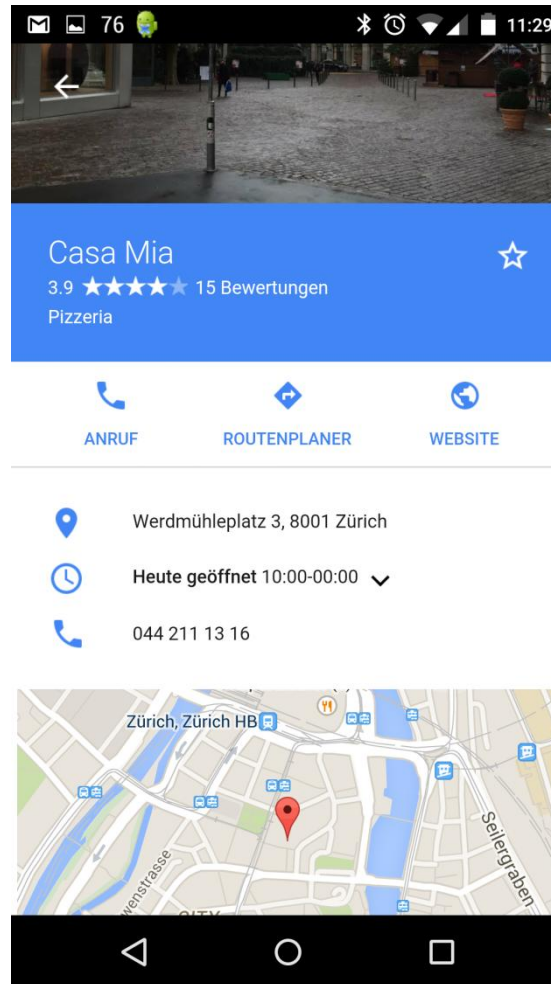 76
11:29
Casa Mia
3.9 15 Bewertungen
Pizzeria
ANRUF
ROUTENPLANER
WEBSITE
Werdmühleplatz 3, 8001 Zürich
Heute geöffnet 10:00-00:00
044 211 13 16
Zürich, Zürich HB
Seilergraben
CITY